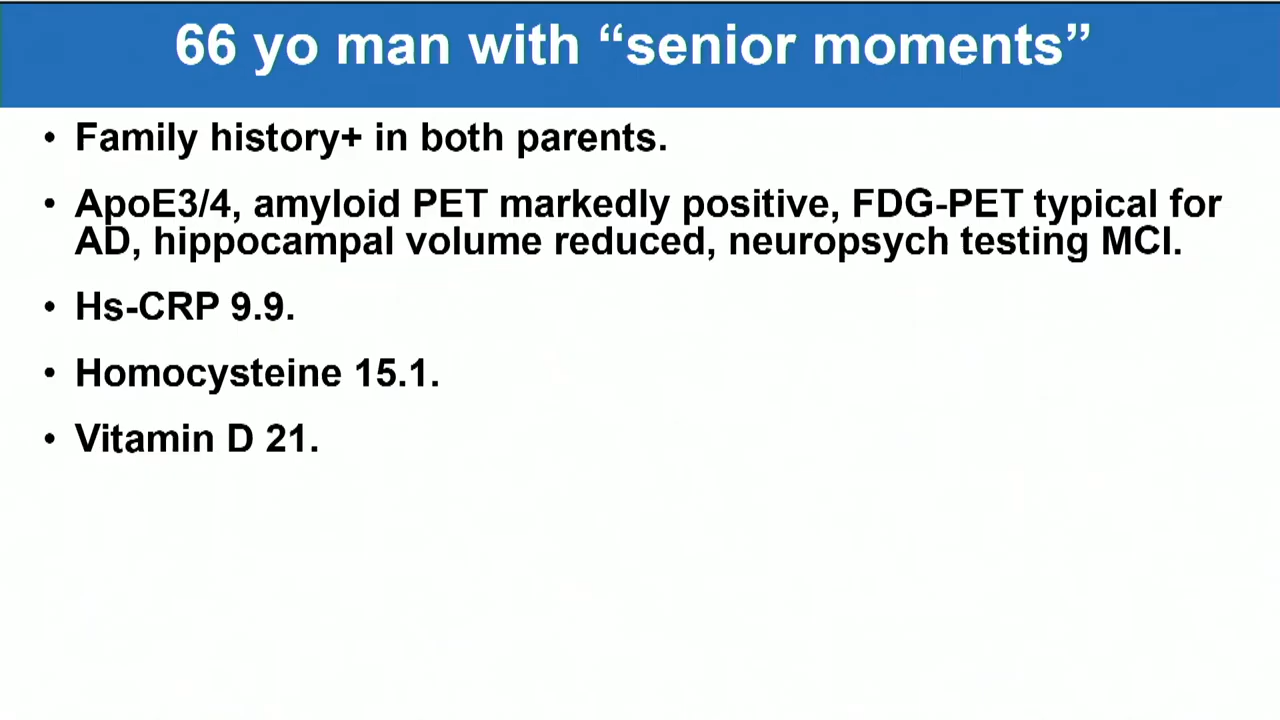 66 yo man with “senior moments”
• Family history+ in both parents.
• ApoE3/4, amyloid PET markedly positive, FDG-PET typical for
AD, hippocampal volume reduced, neuropsych testing MCI.
• Hs-CRP 9.9.
• Homocysteine 15.1.
• Vitamin D 21.